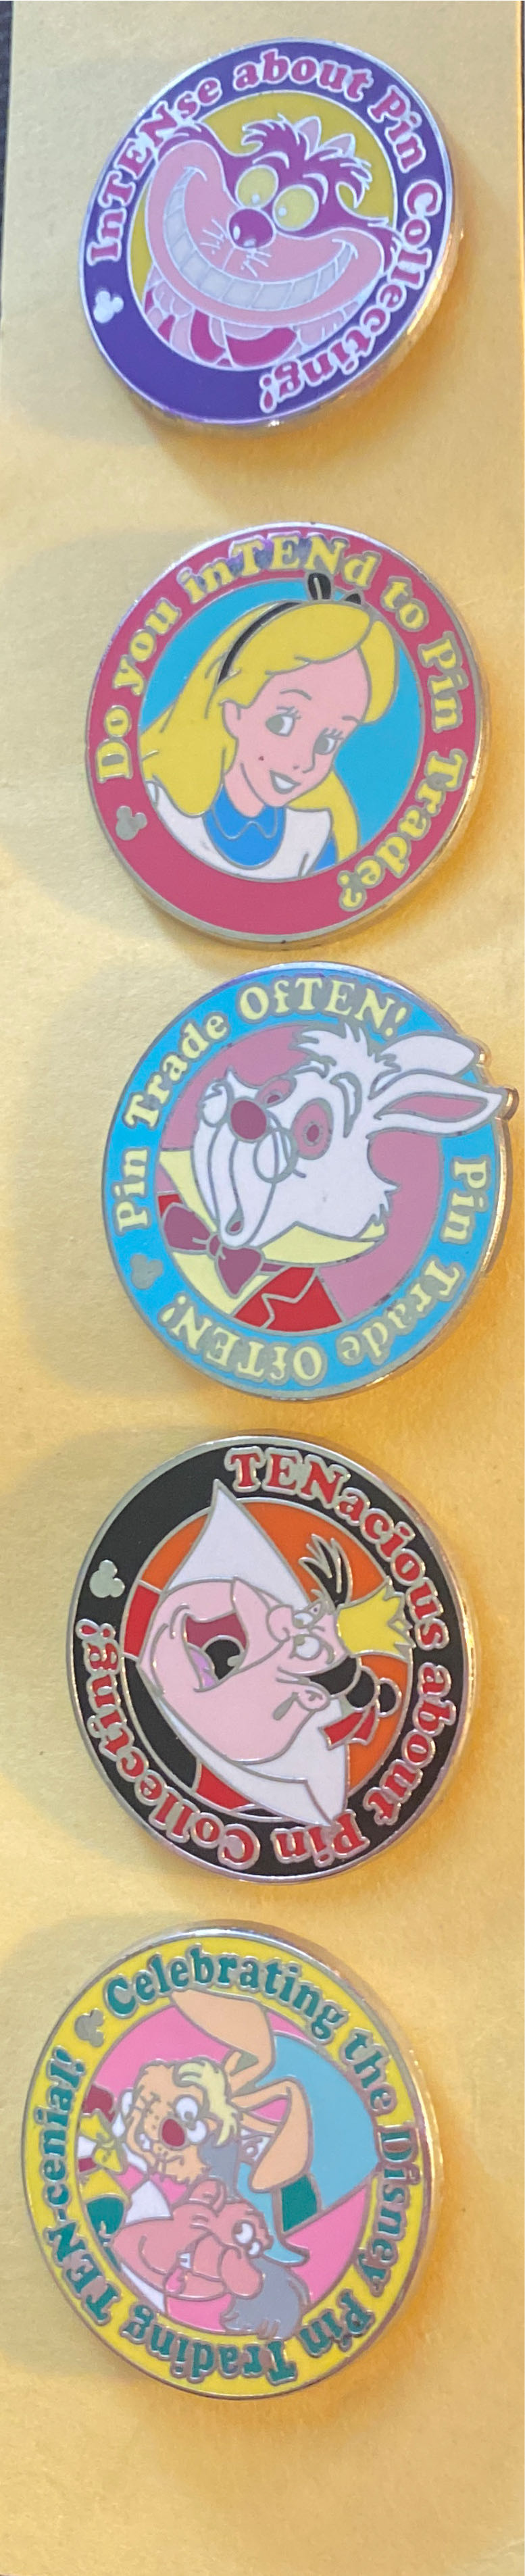 InTENse about Pin Collecting!
Do you inTENd to Pin Trade?
Pin Trade OfTEN!
Pin Trade OfTEN!
TENacious about Pin Collecting!
Celebrating the Disney Pin Trading TEN-cenial!